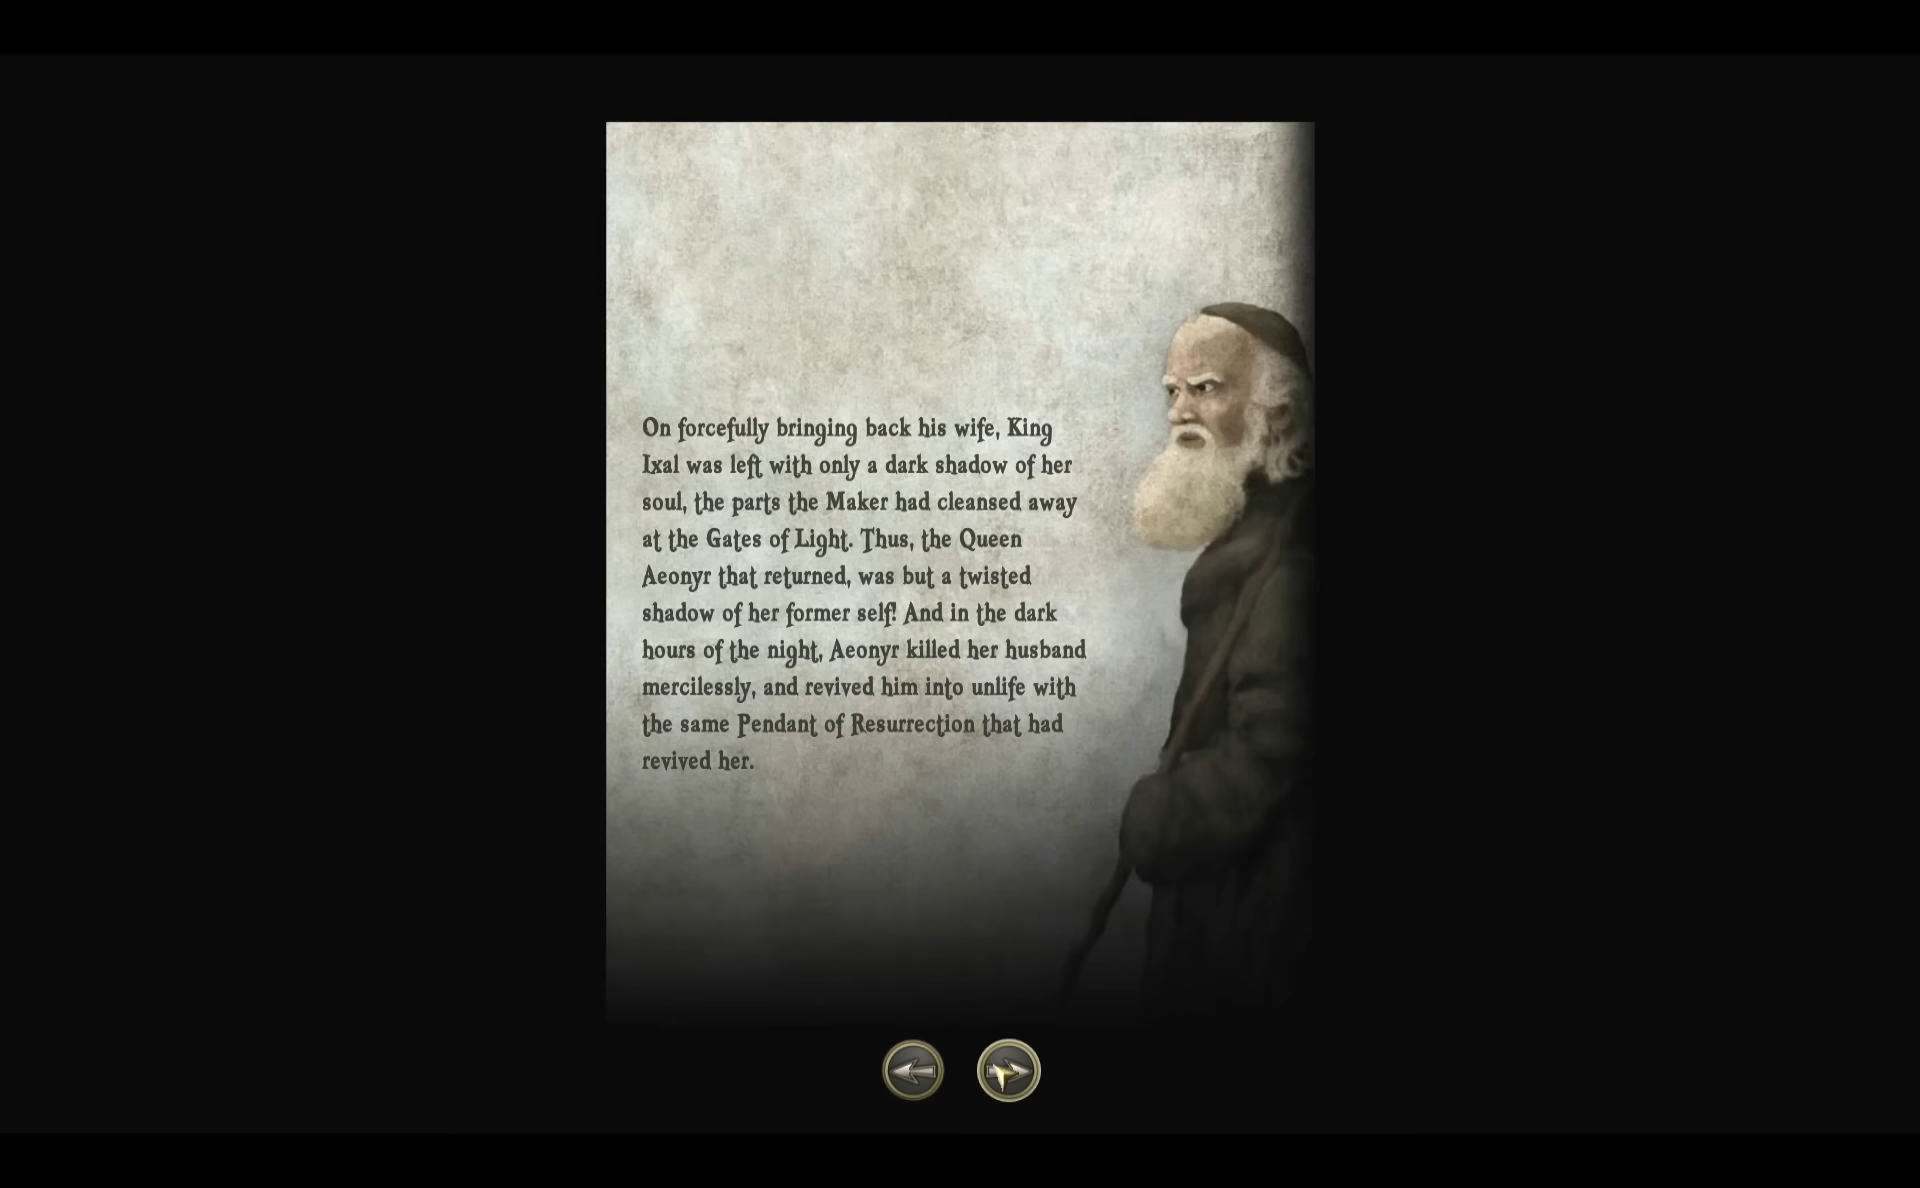 On forcefully bringing back his wife, King
Ixal was left with only a dark shadow of her
soul, the parts the Maker had cleansed away
at the Gates of Light. Thus, the Queen
Aeonyr that returned, was but a twisted
shadow of her former self! And in the dark
hours of the night, Aeonyr killed her husband
mercilessly, and revived him into unlife with
the same Pendant of Resurrection that had
revived her.